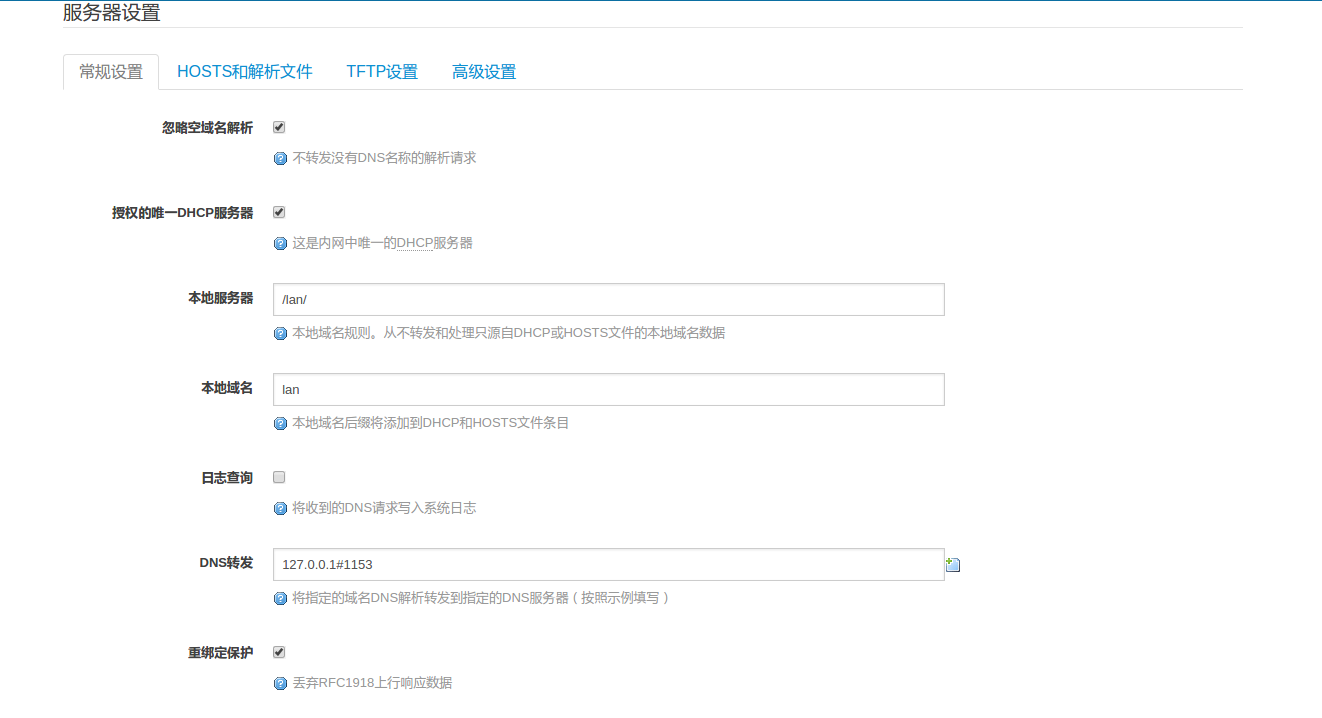 服务器设置
常规设置 HOSTS和解析文件 TFTP设置 高级设置
忽略空域名解析
不转发没有DNS名称的解析请求
授权的唯一DHCP服务器
这是内网中唯一的DHCP服务器
本地服务器 /lan/
本地域名规则。从不转发和处理只源自DHCP或HOSTS文件的本地域名数据
本地域名 lan
本地域名后缀将添加到DHCP和HOSTS文件条目
日志查询
将收到的DNS请求写入系统日志
DNS转发 127.0.0.1#1153
将指定的域名DNS解析转发到指定的DNS服务器（按照示例填写）
重绑定保护
丢弃RFC1918上行响应数据